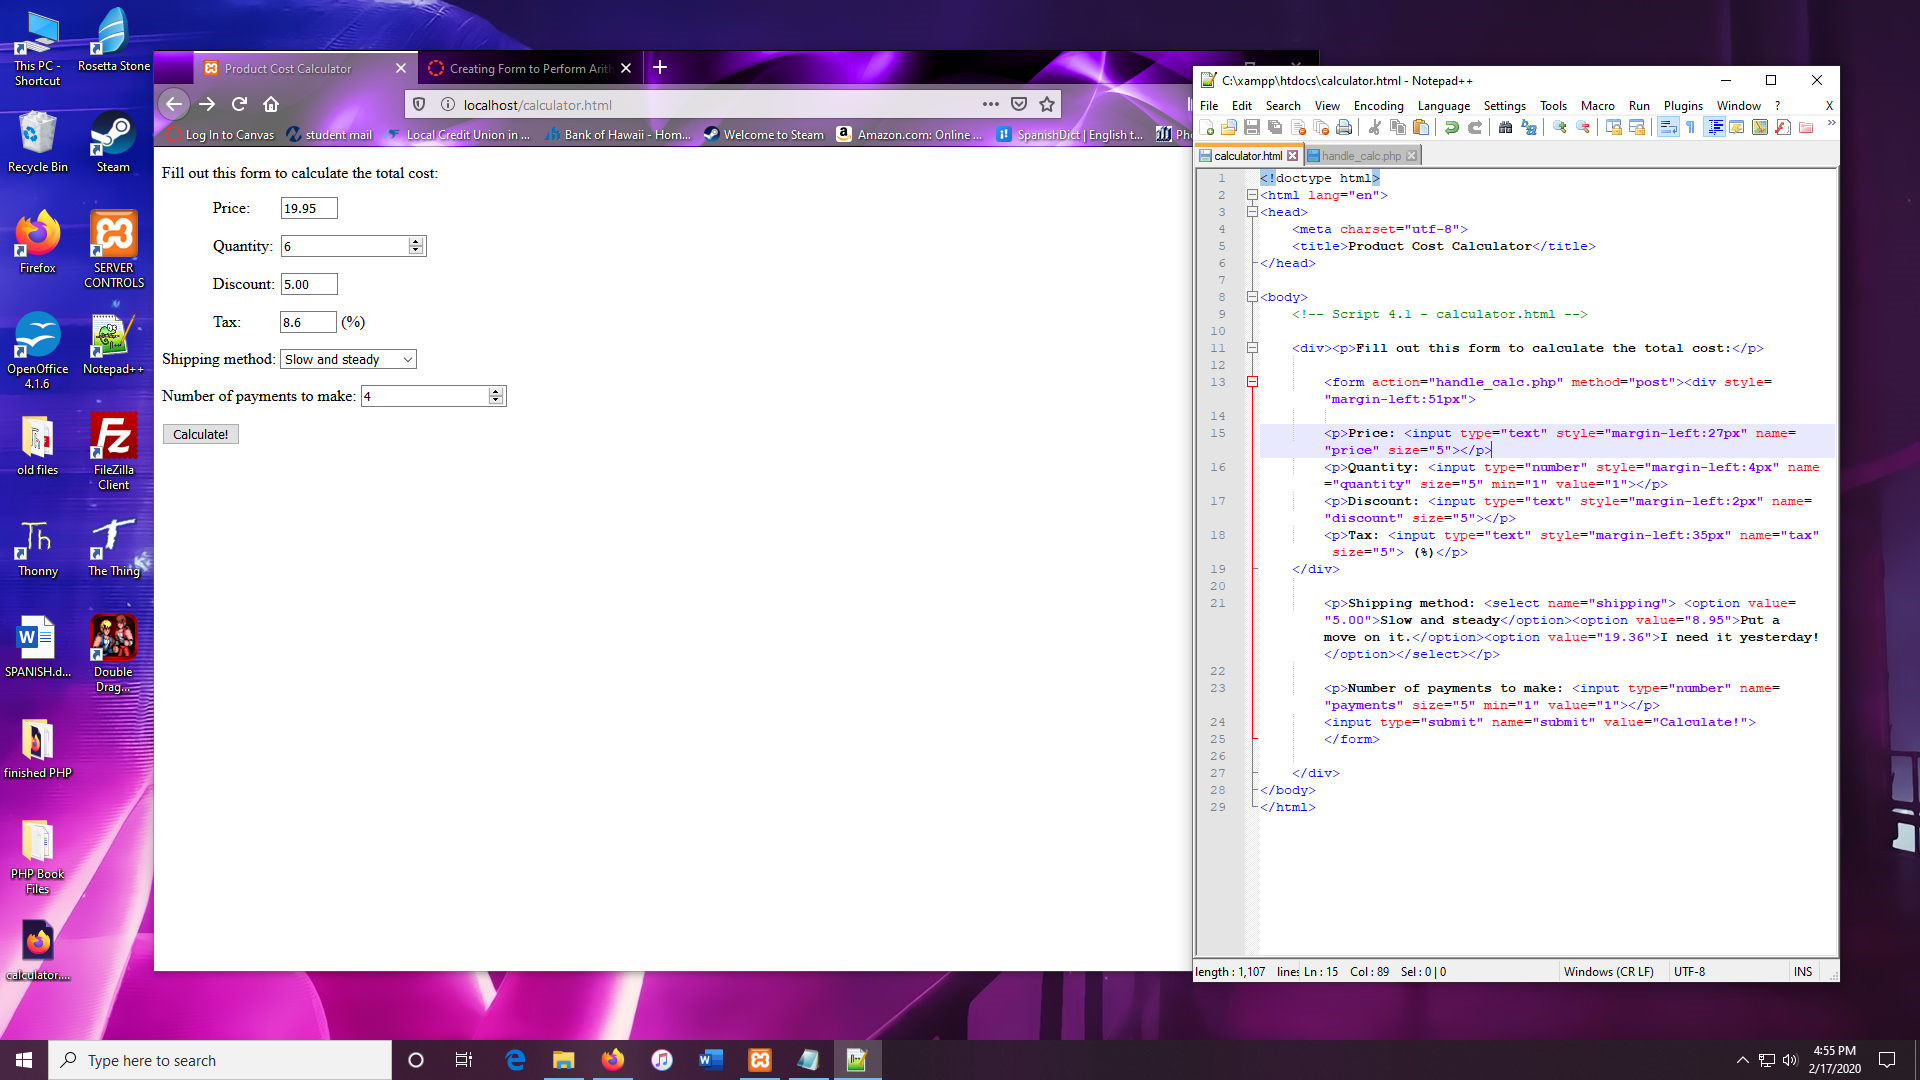 This PC -
Shortcut
Rosetta Stone
Recycle Bin
Steam
Firefox
SERVER
CONTROLS
OpenOffice
4.1.6
Notepad++
old files
FileZilla
Client
Thonny
The Thing
SPANISH.d...
Double
Drag...
finished PHP
PHP Book
Files
calculator....
Product Cost Calculator
Creating Form to Perform Arith
localhost/calculator.html
Log In to Canvas
student mail
Local Credit Union in ...
Bank of Hawaii - Hom...
Welcome to Steam
Amazon.com: Online ...
SpanishDict | English t...
Pho
Fill out this form to calculate the total cost:
Price: 19.95
Quantity: 6
Discount: 5.00
Tax: 8.6 (%)
Shipping method: Slow and steady
Number of payments to make: 4
Calculate!
C:\xampp\htdocs\calculator.html - Notepad++
File Edit Search View Encoding Language Settings Tools Macro Run Plugins Window ? X
calculator.html
handle_calc.php
1 <!doctype html>
2 <html lang="en">
3 <head>
4 <meta charset="utf-8">
5 <title>Product Cost Calculator</title>
6 </head>
7
8 <body>
9 <!-- Script 4.1 - calculator.html -->
10
11 <div><p>Fill out this form to calculate the total cost:</p>
12
13 <form action="handle_calc.php" method="post"><div style=
"margin-left:51px">
14
15 <p>Price: <input type="text" style="margin-left:27px" name=
"price" size="5"></p>
16 <p>Quantity: <input type="number" style="margin-left:4px" name
="quantity" size="5" min="1" value="1"></p>
17 <p>Discount: <input type="text" style="margin-left:2px" name=
"discount" size="5"></p>
18 <p>Tax: <input type="text" style="margin-left:35px" name="tax"
size="5"> (%)</p>
19 </div>
20
21 <p>Shipping method: <select name="shipping"> <option value=
"5.00">Slow and steady</option><option value="8.95">Put a
move on it.</option><option value="19.36">I need it yesterday!
</option></select></p>
22
23 <p>Number of payments to make: <input type="number" name=
"payments" size="5" min="1" value="1"></p>
24 <input type="submit" name="submit" value="Calculate!">
25 </form>
26
27 </div>
28 </body>
29 </html>
length : 1,107 lines Ln : 15 Col : 89 Sel : 0 | 0 Windows (CR LF) UTF-8 INS
Type here to search
4:55 PM
2/17/2020